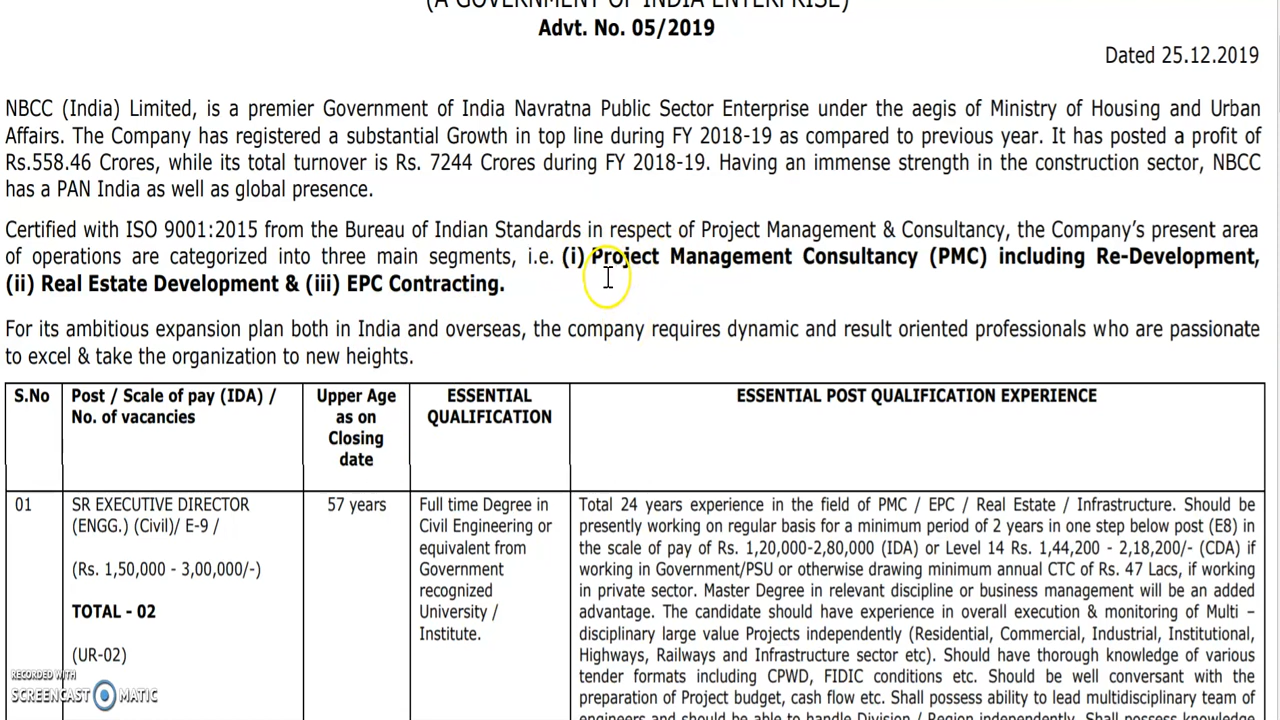 (A GOVERNMENT OF INDIA ENTERPRISE)
Advt. No. 05/2019
Dated 25.12.2019
NBCC (India) Limited, is a premier Government of India Navratna Public Sector Enterprise under the aegis of Ministry of Housing and Urban
Affairs. The Company has registered a substantial Growth in top line during FY 2018-19 as compared to previous year. It has posted a profit of
Rs.558.46 Crores, while its total turnover is Rs. 7244 Crores during FY 2018-19. Having an immense strength in the construction sector, NBCC
has a PAN India as well as global presence.
Certified with ISO 9001:2015 from the Bureau of Indian Standards in respect of Project Management & Consultancy, the Company's present area
of operations are categorized into three main segments, i.e. (i) Project Management Consultancy (PMC) including Re-Development,
(ii) Real Estate Development & (iii) EPC Contracting.
For its ambitious expansion plan both in India and overseas, the company requires dynamic and result oriented professionals who are passionate
to excel & take the organization to new heights.
S.No
Post / Scale of pay (IDA) /
No. of vacancies
Upper Age
as on
Closing
date
ESSENTIAL
QUALIFICATION
ESSENTIAL POST QUALIFICATION EXPERIENCE
01
SR EXECUTIVE DIRECTOR
(ENGG.) (Civil)/ E-9 /
(Rs. 1,50,000 - 3,00,000/-)
TOTAL - 02
(UR-02)
57 years
Full time Degree in
Civil Engineering or
equivalent from
Government
recognized
University /
Institute.
Total 24 years experience in the field of PMC / EPC / Real Estate / Infrastructure. Should be
presently working on regular basis for a minimum period of 2 years in one step below post (E8) in
the scale of pay of Rs. 1,20,000-2,80,000 (IDA) or Level 14 Rs. 1,44,200 - 2,18,200/- (CDA) if
working in Government/PSU or otherwise drawing minimum annual CTC of Rs. 47 Lacs, if working
in private sector. Master Degree in relevant discipline or business management will be an added
advantage. The candidate should have experience in overall execution & monitoring of Multi –
disciplinary large value Projects independently (Residential, Commercial, Industrial, Institutional,
Highways, Railways and Infrastructure sector etc). Should have thorough knowledge of various
tender formats including CPWD, FIDIC conditions etc. Should be well conversant with the
preparation of Project budget, cash flow etc. Shall possess ability to lead multidisciplinary team of
engineers and should be able to handle Division / Region independently. Shall possess knowledge
RECORDED WITH
SCREENCAST MATIC